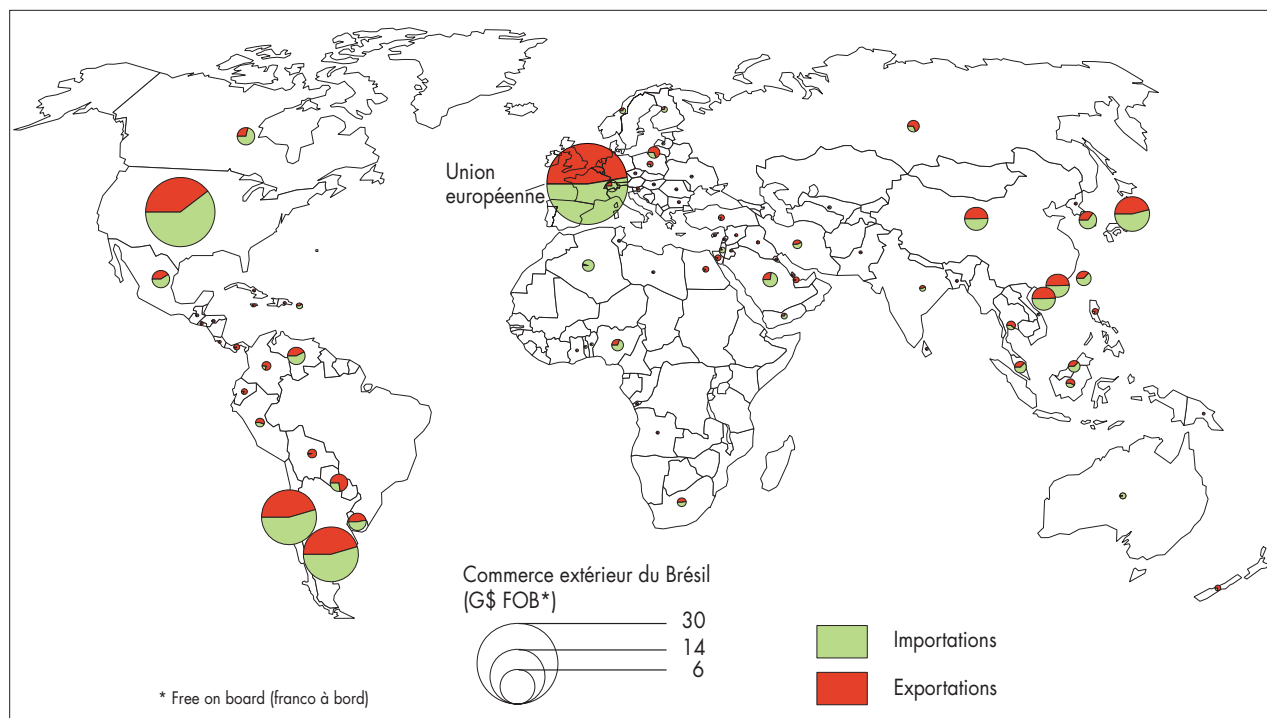 Union
européenne
Commerce extérieur du Brésil
(G$ FOB*)
30
14
6
Importations
Exportations
* Free on board (franco à bord)